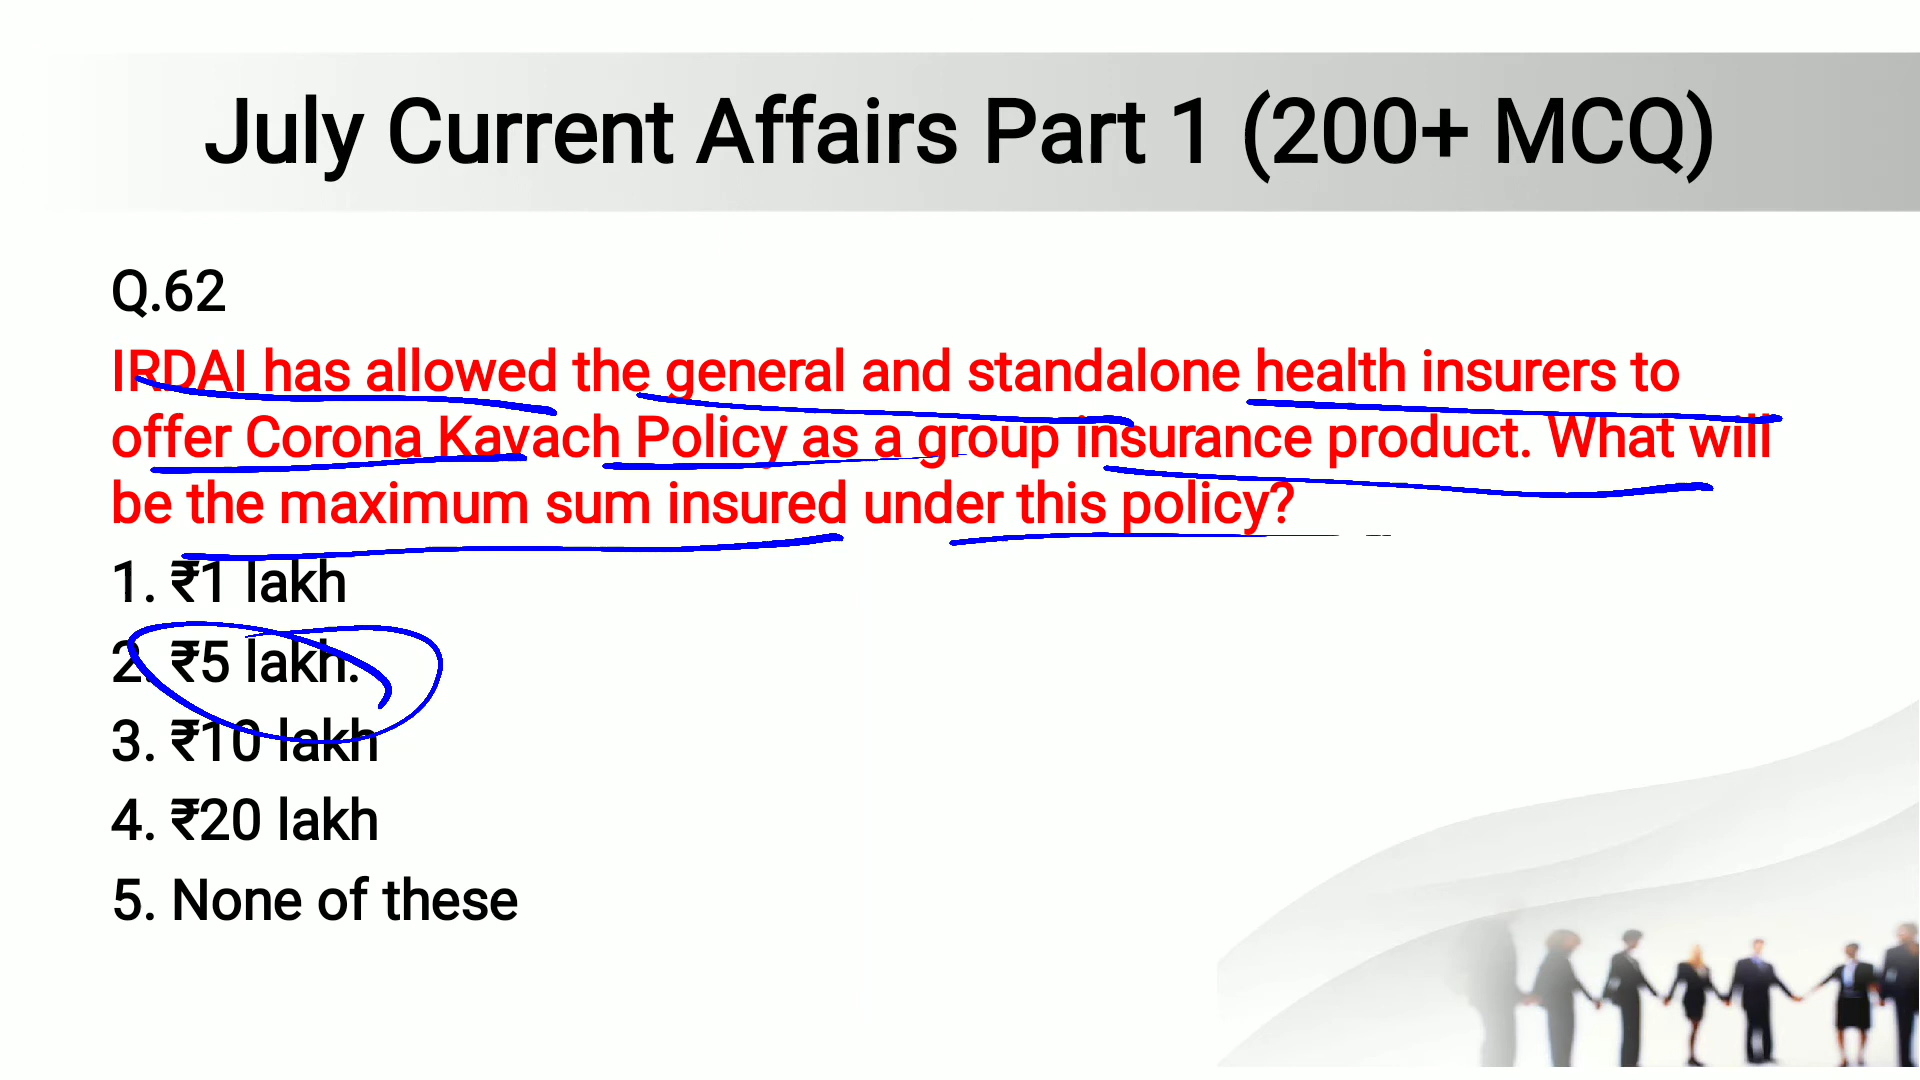 July Current Affairs Part 1 (200+ MCQ)
Q.62
IRDAI has allowed the general and standalone health insurers to
offer Corona Kavach Policy as a group insurance product. What will
be the maximum sum insured under this policy?
1. ₹1 lakh
2. ₹5 lakh.
3. ₹10 lakh
4. ₹20 lakh
5. None of these